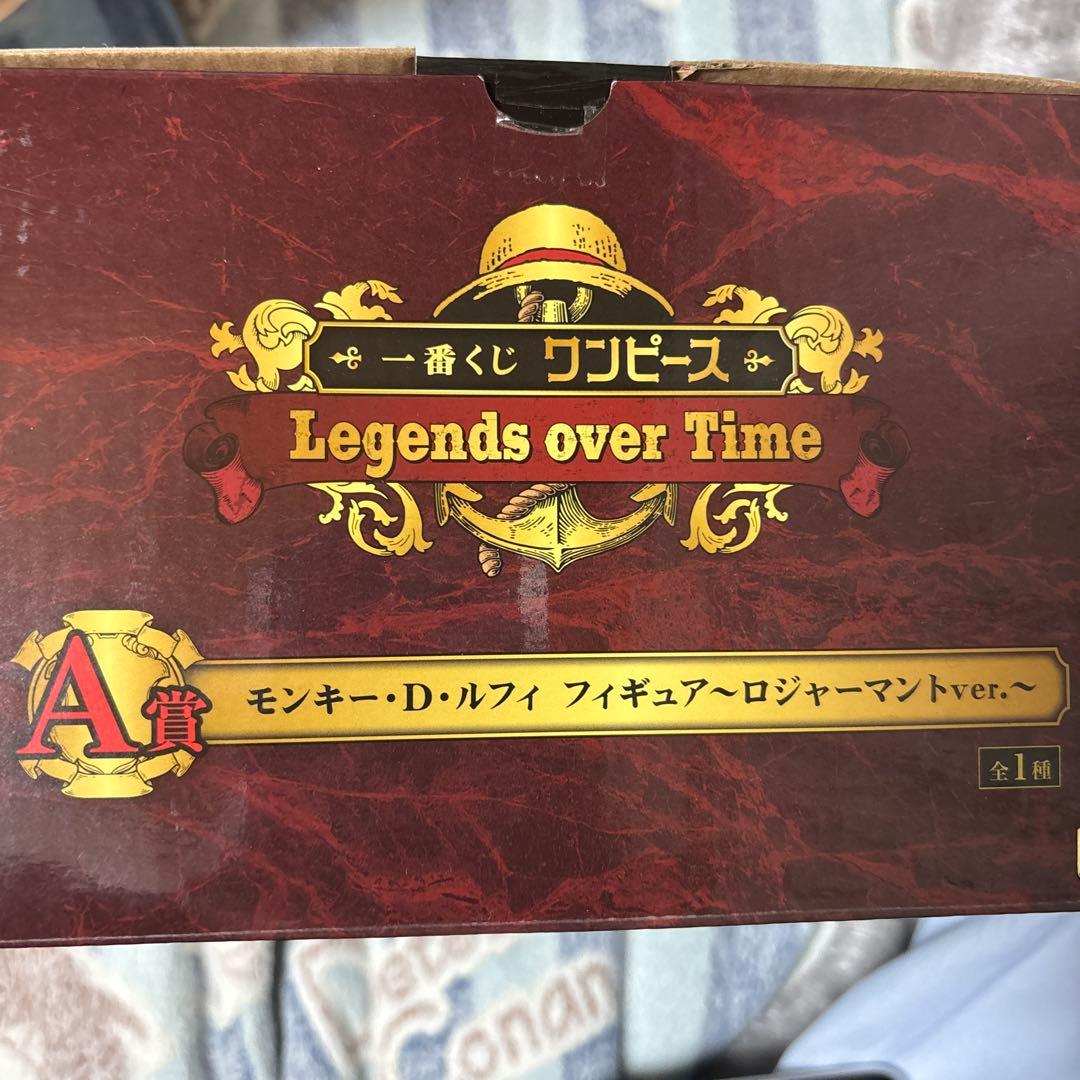 一番くじ ワンピース
Legends over Time
A賞 モンキー・D・ルフィ フィギュア〜ロジャーマントver.〜
全1種
Conan